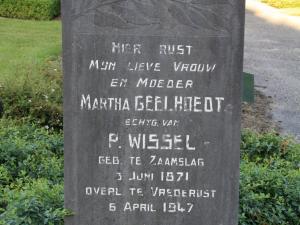 Hier rust
Mijn lieve Vrouw
en Moeder
Martha Geelhoedt
echtg. van
P. Wissel
geb. te Zaamslag
3 Juni 1871
overl. te Vrederust
6 April 1947